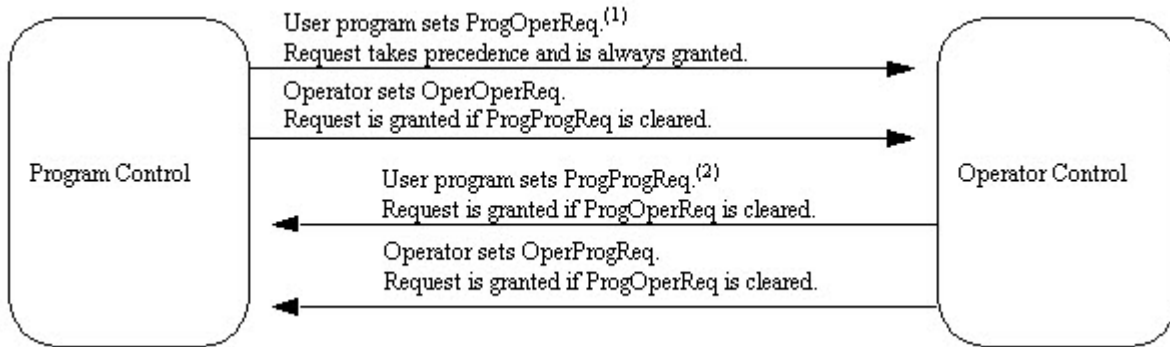 User program sets ProgOperReq.(1)
Request takes precedence and is always granted.
Operator sets OperOperReq.
Request is granted if ProgProgReq is cleared.
Program Control
Operator Control
User program sets ProgProgReq.(2)
Request is granted if ProgOperReq is cleared.
Operator sets OperProgReq.
Request is granted if ProgOperReq is cleared.